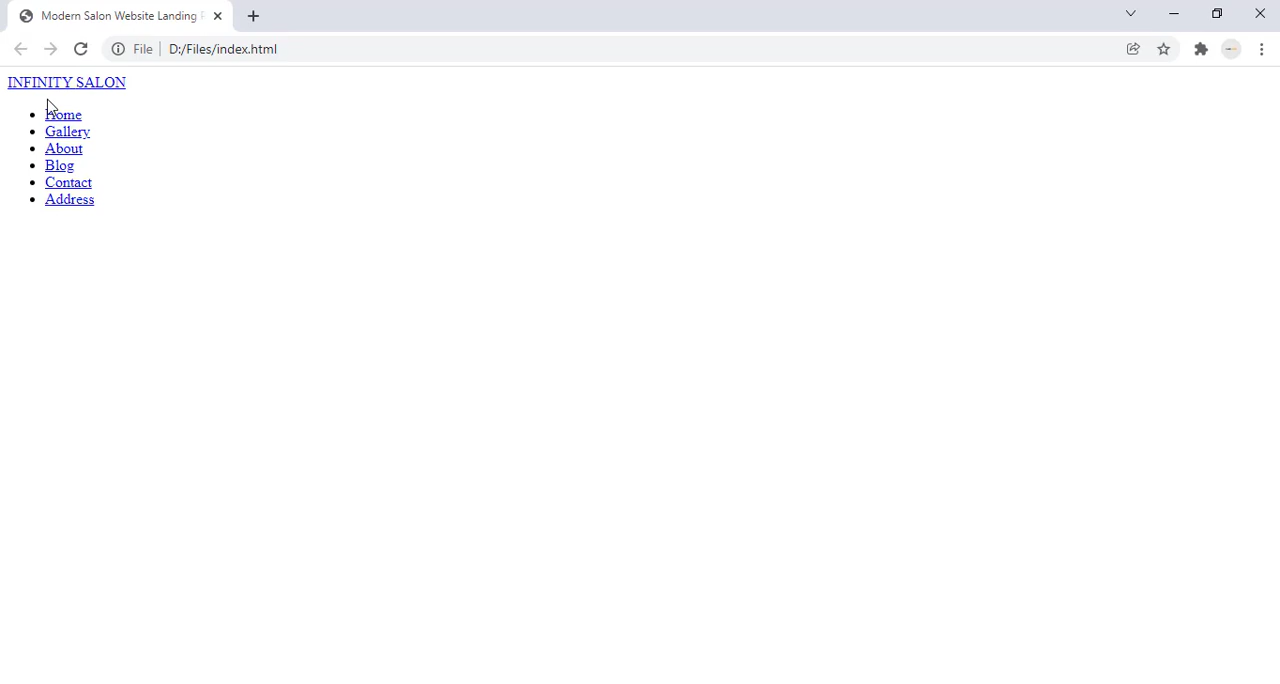 Modern Salon Website Landing
File
D:/Files/index.html
INFINITY SALON
Home
Gallery
About
Blog
Contact
Address